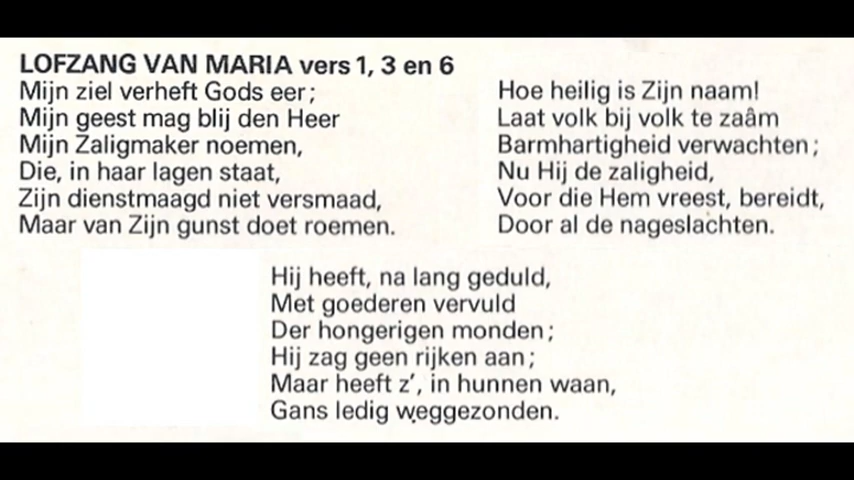 LOFZANG VAN MARIA vers 1, 3 en 6
Mijn ziel verheft Gods eer;
Mijn geest mag blij den Heer
Mijn Zaligmaker noemen,
Die, in haar lagen staat,
Zijn dienstmaagd niet versmaad,
Maar van Zijn gunst doet roemen.
Hoe heilig is Zijn naam!
Laat volk bij volk te zaâm
Barmhartigheid verwachten;
Nu Hij de zaligheid,
Voor die Hem vreest, bereidt,
Door al de nageslachten.
Hij heeft, na lang geduld,
Met goederen vervuld
Der hongerigen monden;
Hij zag geen rijken aan;
Maar heeft z', in hunnen waan,
Gans ledig weggezonden.